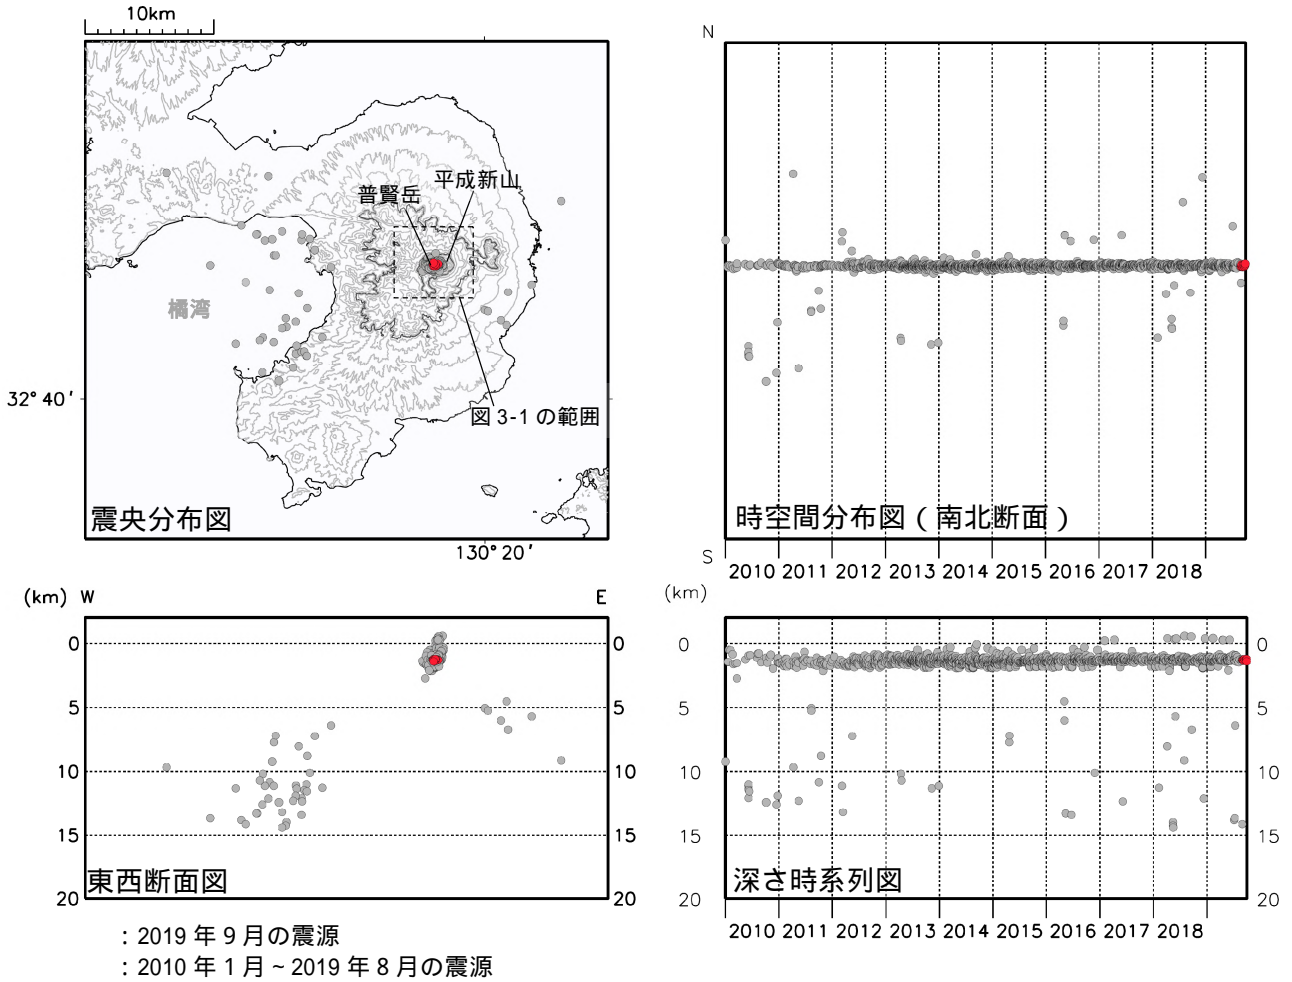 10km
普賢岳
平成新山
橘湾
32° 40′
図 3-1 の範囲
震央分布図
130° 20′
N
時空間分布図 ( 南北断面 )
S
2010 2011 2012 2013 2014 2015 2016 2017 2018
(km) W E
0 0
5 5
10 10
15 15
20 20
東西断面図
(km)
0 0
5 5
10 10
15 15
20 20
深さ時系列図
2010 2011 2012 2013 2014 2015 2016 2017 2018
: 2019 年 9 月の震源
: 2010 年 1 月 ~ 2019 年 8 月の震源